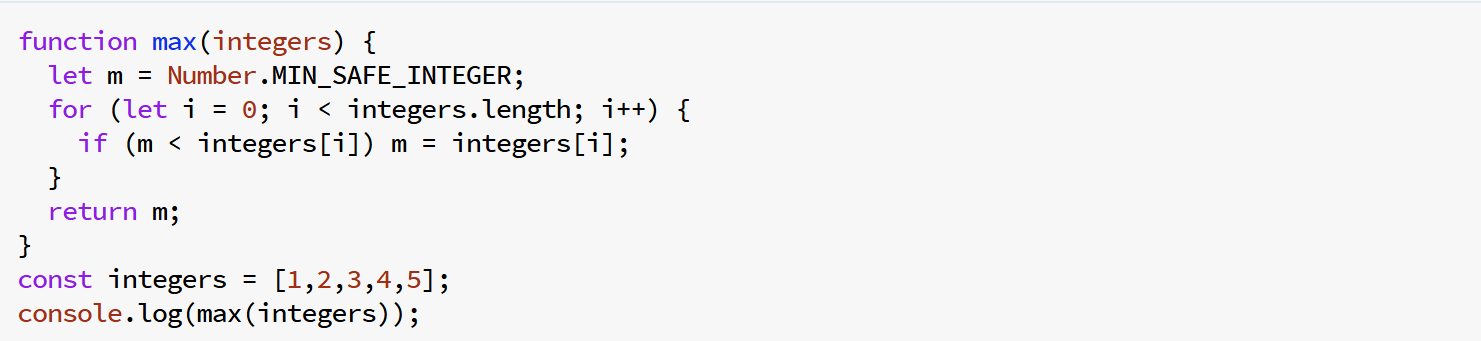 function max(integers) {
  let m = Number.MIN_SAFE_INTEGER;
  for (let i = 0; i < integers.length; i++) {
    if (m < integers[i]) m = integers[i];
  }
  return m;
}
const integers = [1,2,3,4,5];
console.log(max(integers));